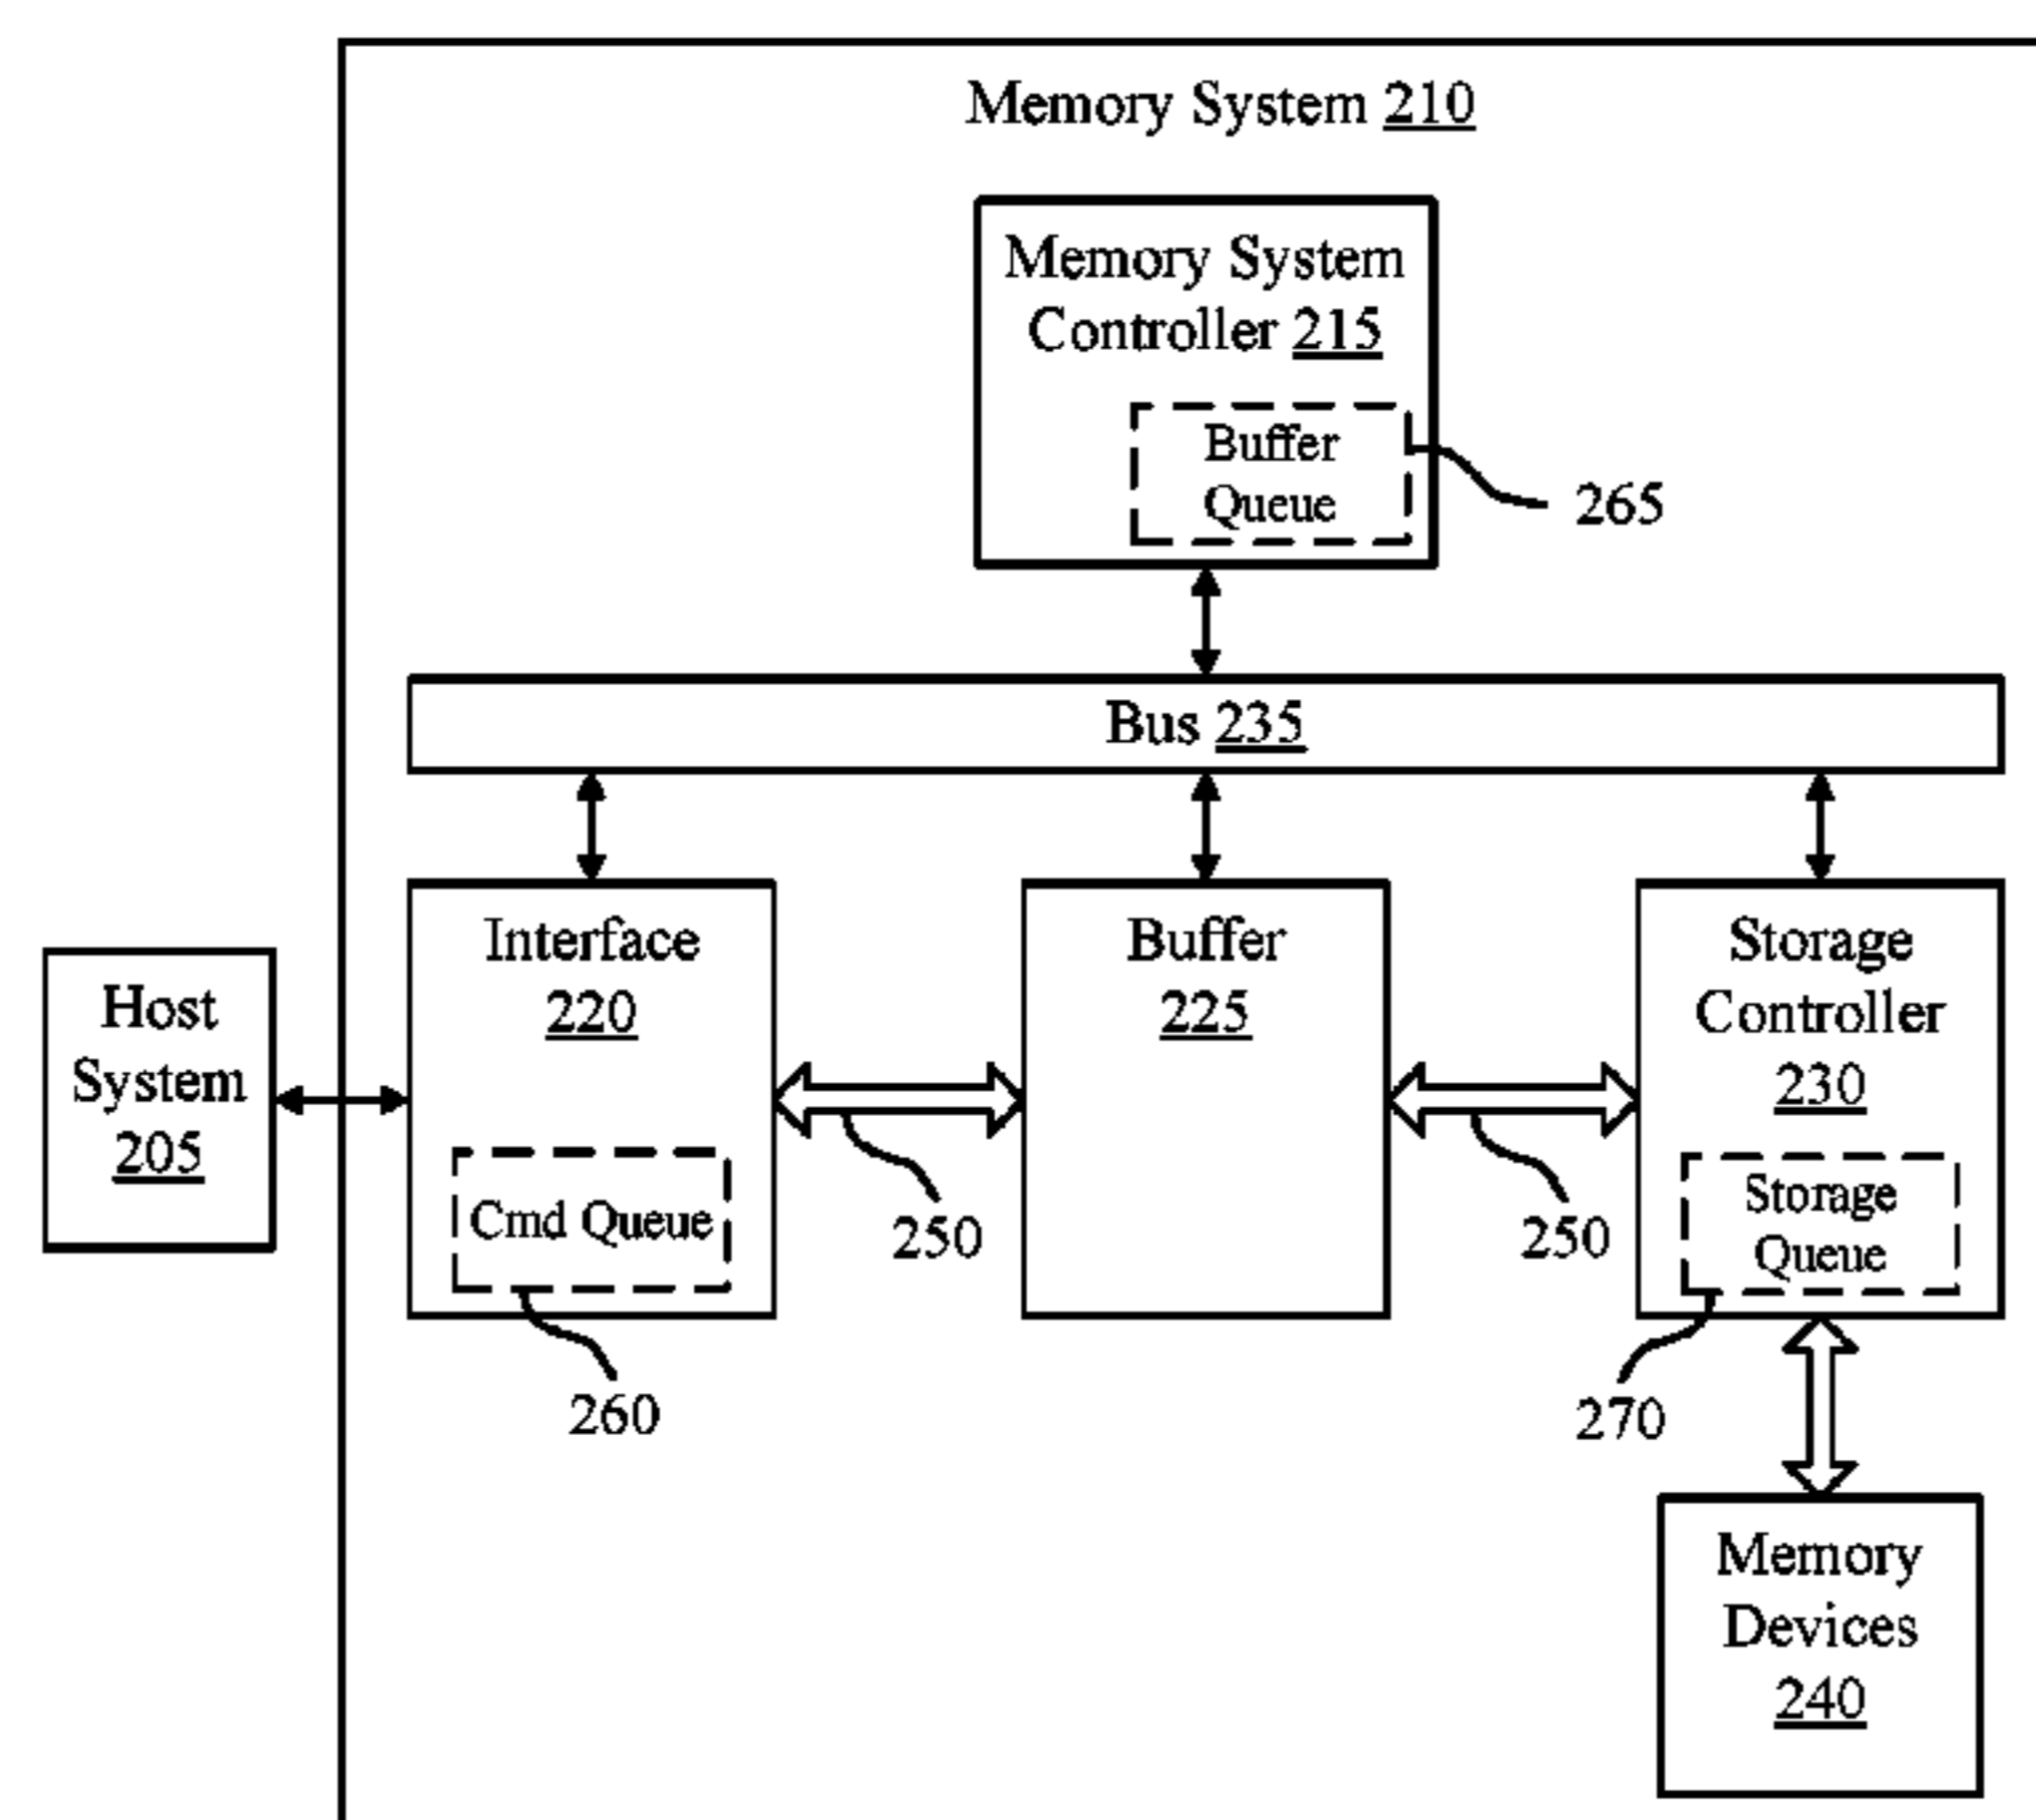 Memory System 210
Memory System
Controller 215
Buffer
Queue
265
Bus 235
Host
System
205
Interface
220
Cmd Queue
260
250
Buffer
225
250
Storage
Controller
230
Storage
Queue
270
Memory
Devices
240